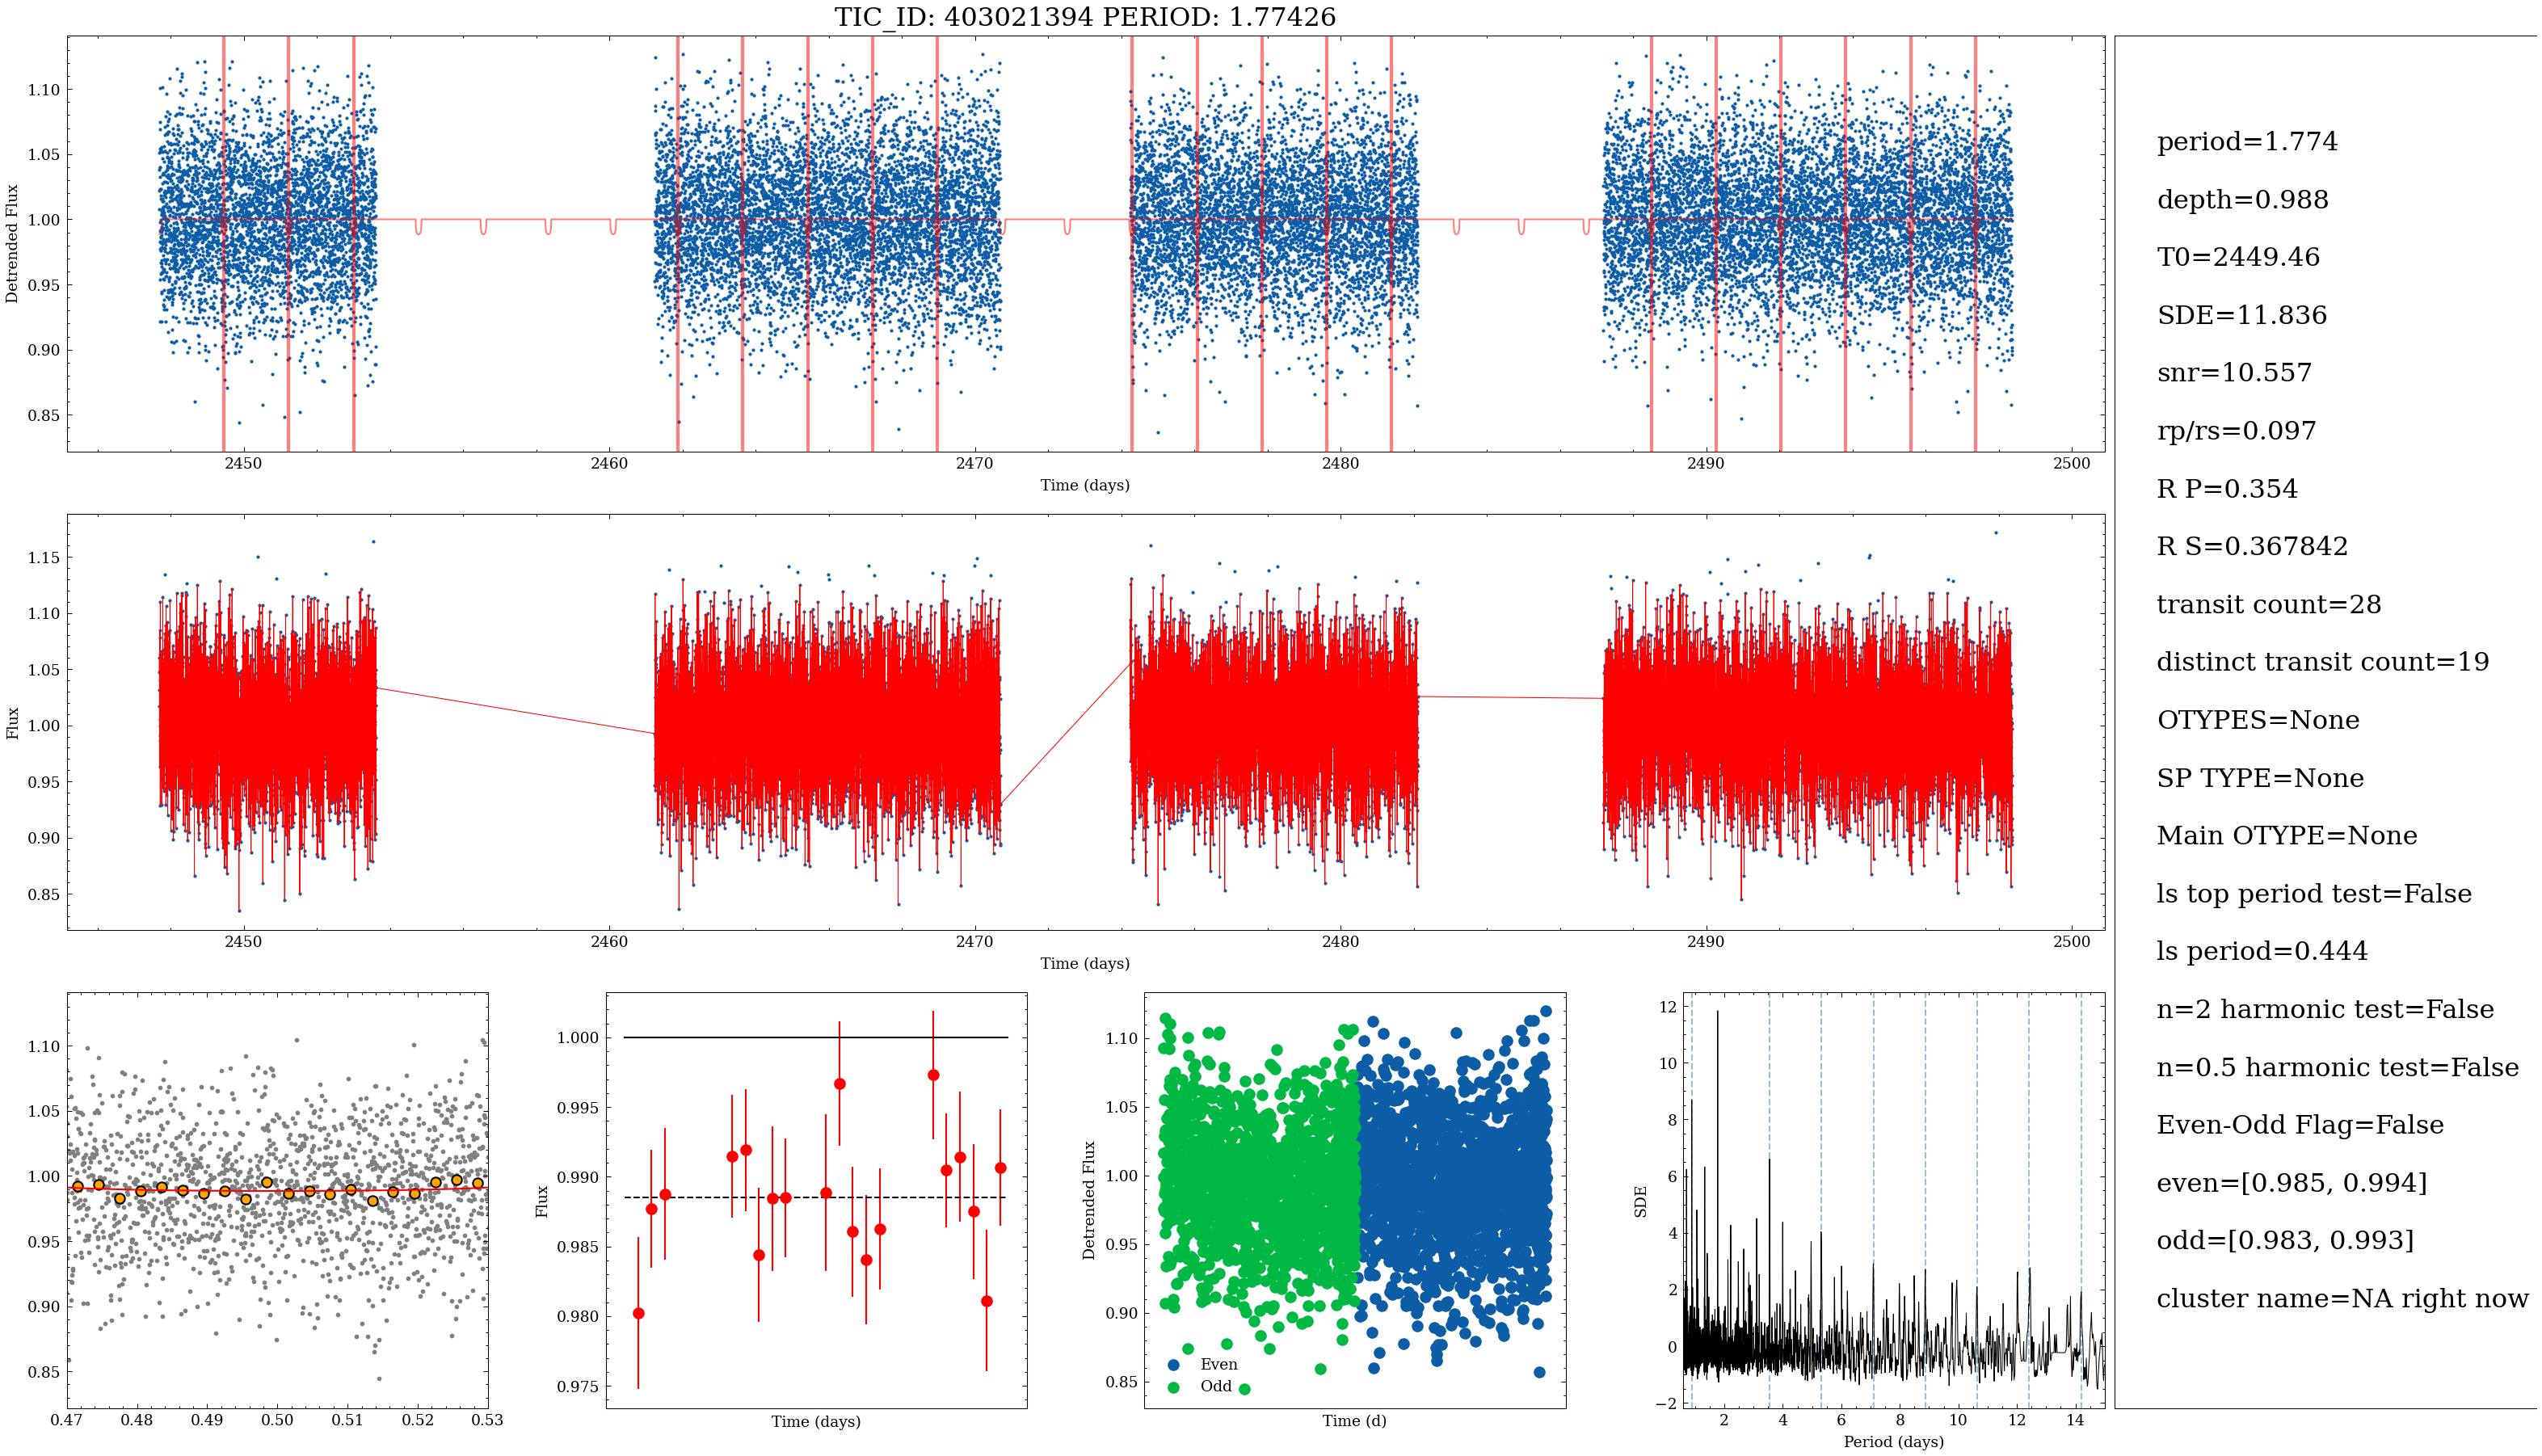 TIC_ID: 403021394 PERIOD: 1.77426
Detrended Flux
1.10
1.05
1.00
0.95
0.90
0.85
2450 2460 2470 2480 2490 2500
Time (days)
Flux
1.15
1.10
1.05
1.00
0.95
0.90
0.85
2450 2460 2470 2480 2490 2500
Time (days)
1.10
1.05
1.00
0.95
0.90
0.85
0.47 0.48 0.49 0.50 0.51 0.52 0.53
Flux
1.000
0.995
0.990
0.985
0.980
0.975
Time (days)
Detrended Flux
1.10
1.05
1.00
0.95
0.90
0.85
Even
Odd
Time (d)
SDE
12
10
8
6
4
2
0
−2
2 4 6 8 10 12 14
Period (days)
period=1.774
depth=0.988
T0=2449.46
SDE=11.836
snr=10.557
rp/rs=0.097
R P=0.354
R S=0.367842
transit count=28
distinct transit count=19
OTYPES=None
SP TYPE=None
Main OTYPE=None
ls top period test=False
ls period=0.444
n=2 harmonic test=False
n=0.5 harmonic test=False
Even-Odd Flag=False
even=[0.985, 0.994]
odd=[0.983, 0.993]
cluster name=NA right now